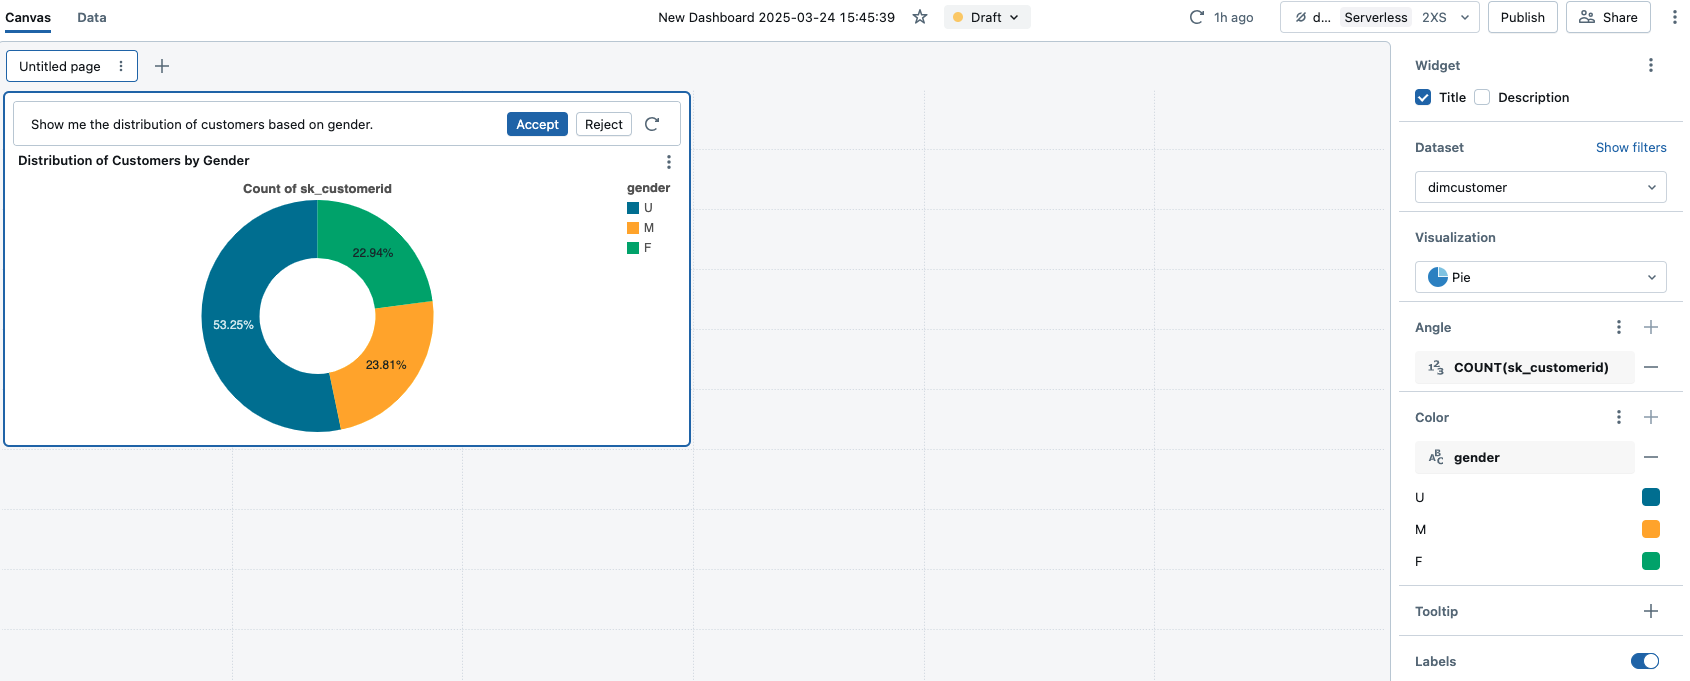 Canvas Data New Dashboard 2025-03-24 15:45:39 Draft 1h ago d... Serverless 2XS Publish Share
Untitled page
Show me the distribution of customers based on gender. Accept Reject
Distribution of Customers by Gender
Count of sk_customerid
gender
U
M
F
22.94%
53.25%
23.81%
Widget
Title Description
Dataset Show filters
dimcustomer
Visualization
Pie
Angle
123 COUNT(sk_customerid)
Color
ABC gender
U
M
F
Tooltip
Labels